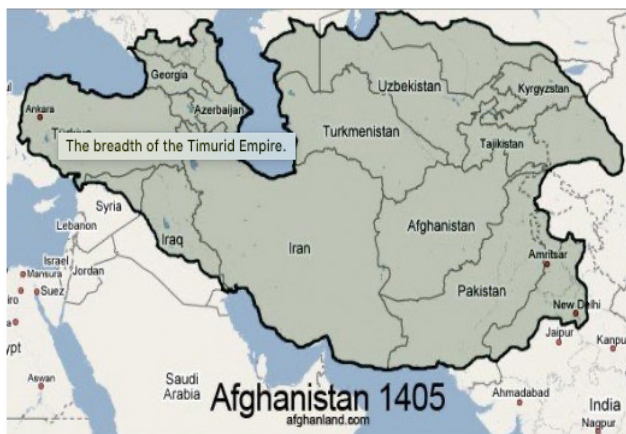 Georgia
Uzbekistan
Kyrgyzstan
Ankara
Azerbaijan
Turkmenistan
Tajikistan
The breadth of the Timurid Empire.
Syria
Lebanon
Iraq
Iran
Afghanistan
Israel
Jordan
Amritsar
Mansura
Suez
Pakistan
New Delhi
Jaipur
Kanpu
ypt
Aswan
Saudi
Arabia
Afghanistan 1405
afghanland.com
Ahmadabad
India
Nagpur